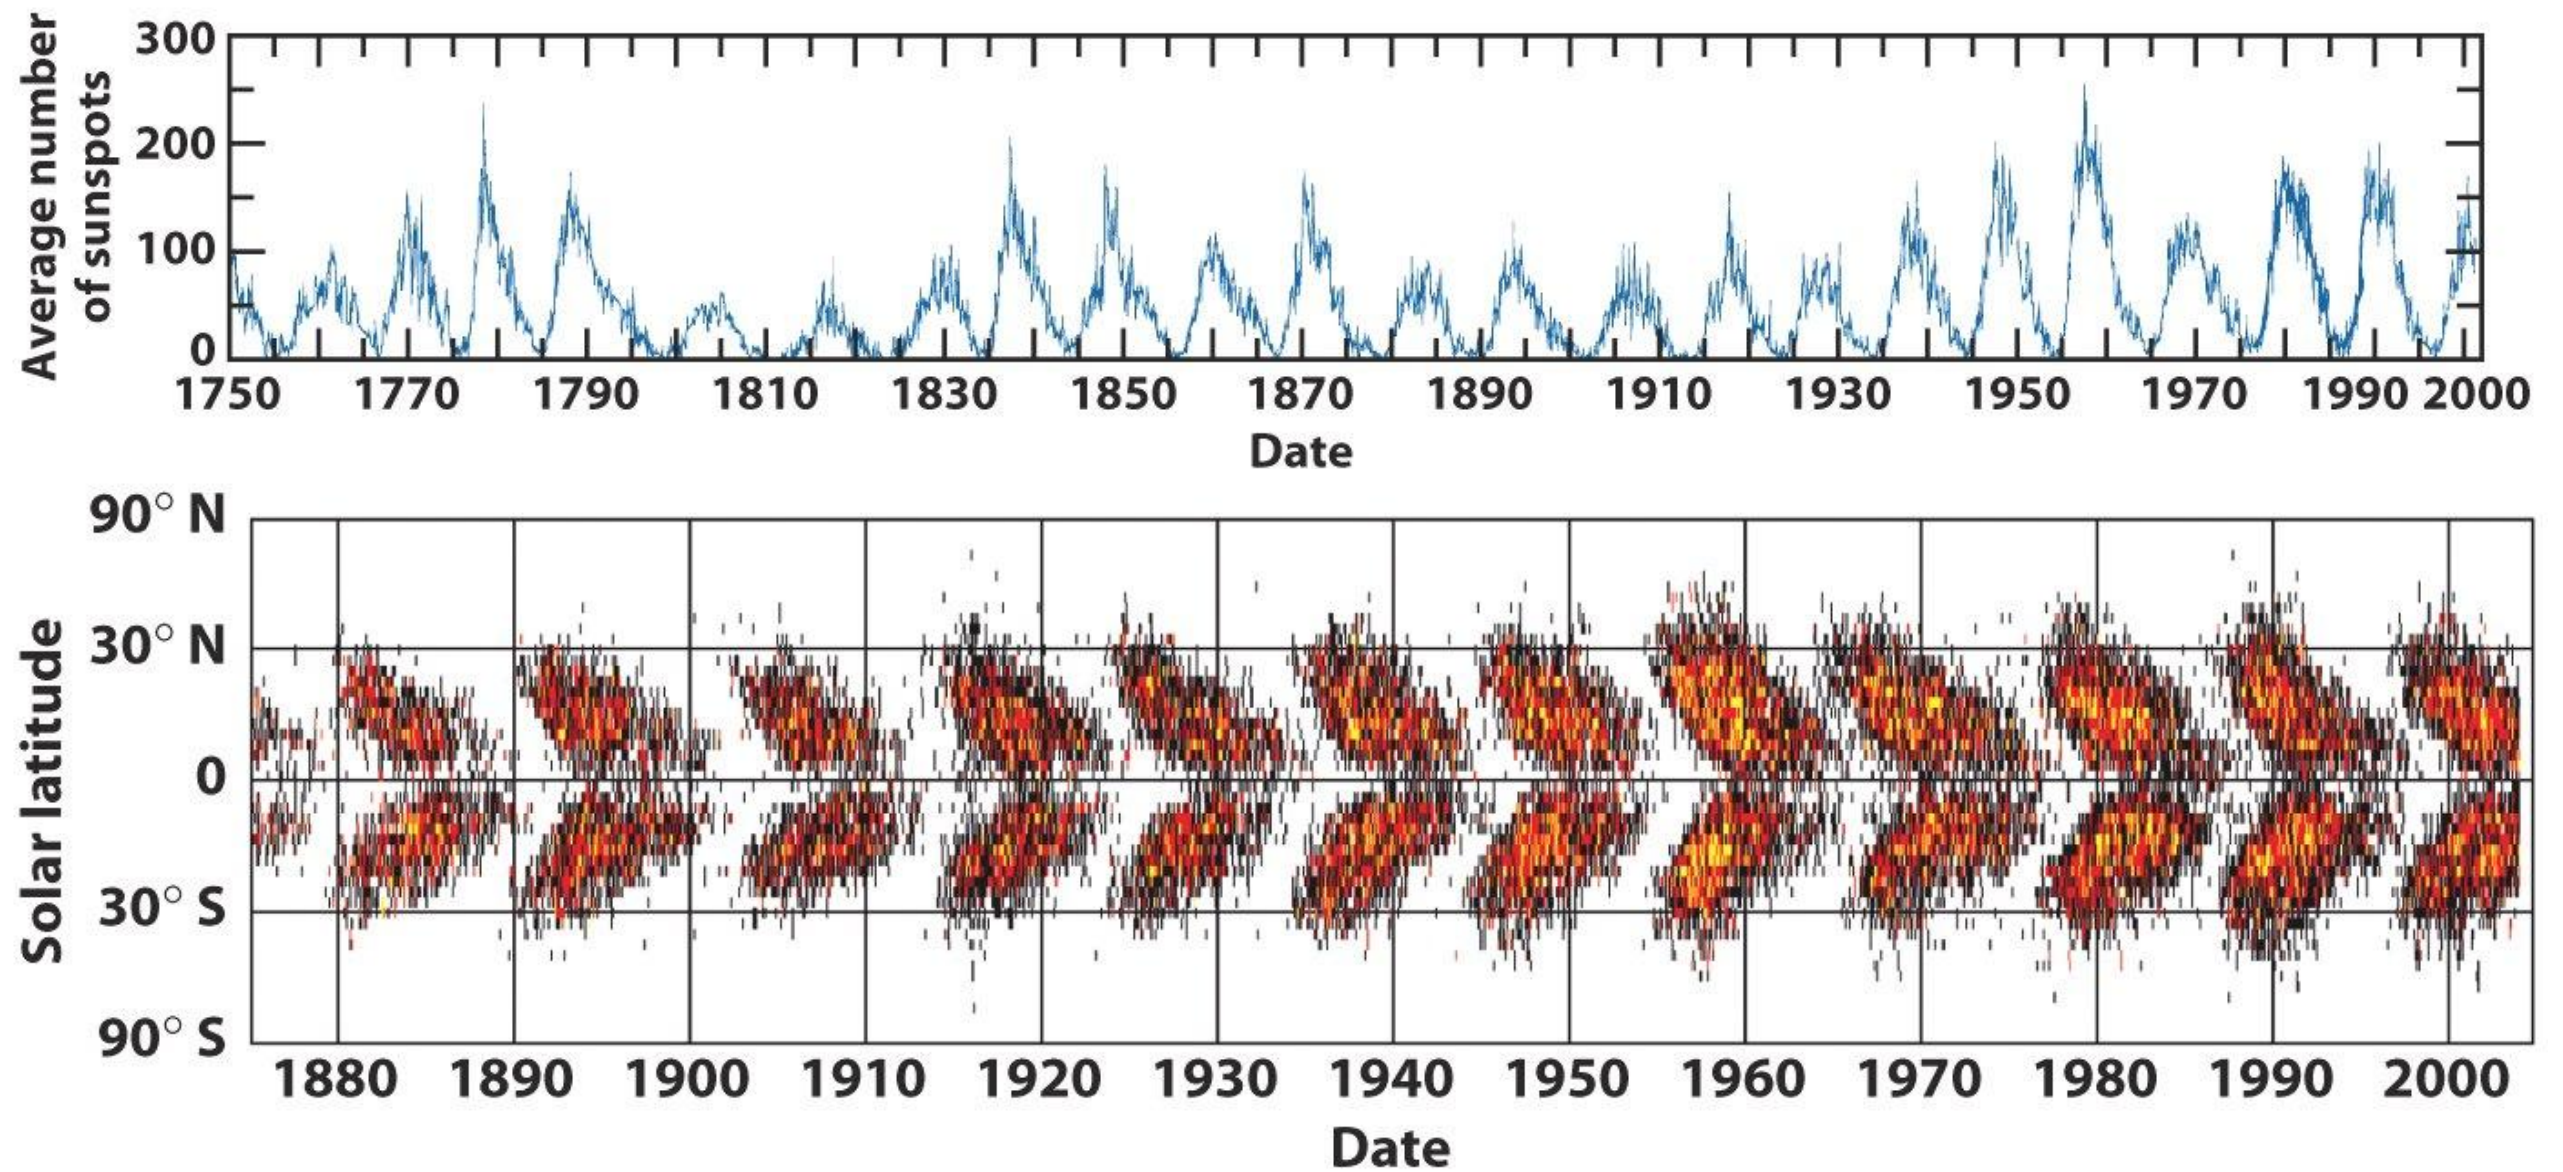 Average number
of sunspots
300
200
100
0
1750 1770 1790 1810 1830 1850 1870 1890 1910 1930 1950 1970 1990 2000
Date
Solar latitude
90° N
30° N
0
30° S
90° S
1880 1890 1900 1910 1920 1930 1940 1950 1960 1970 1980 1990 2000
Date